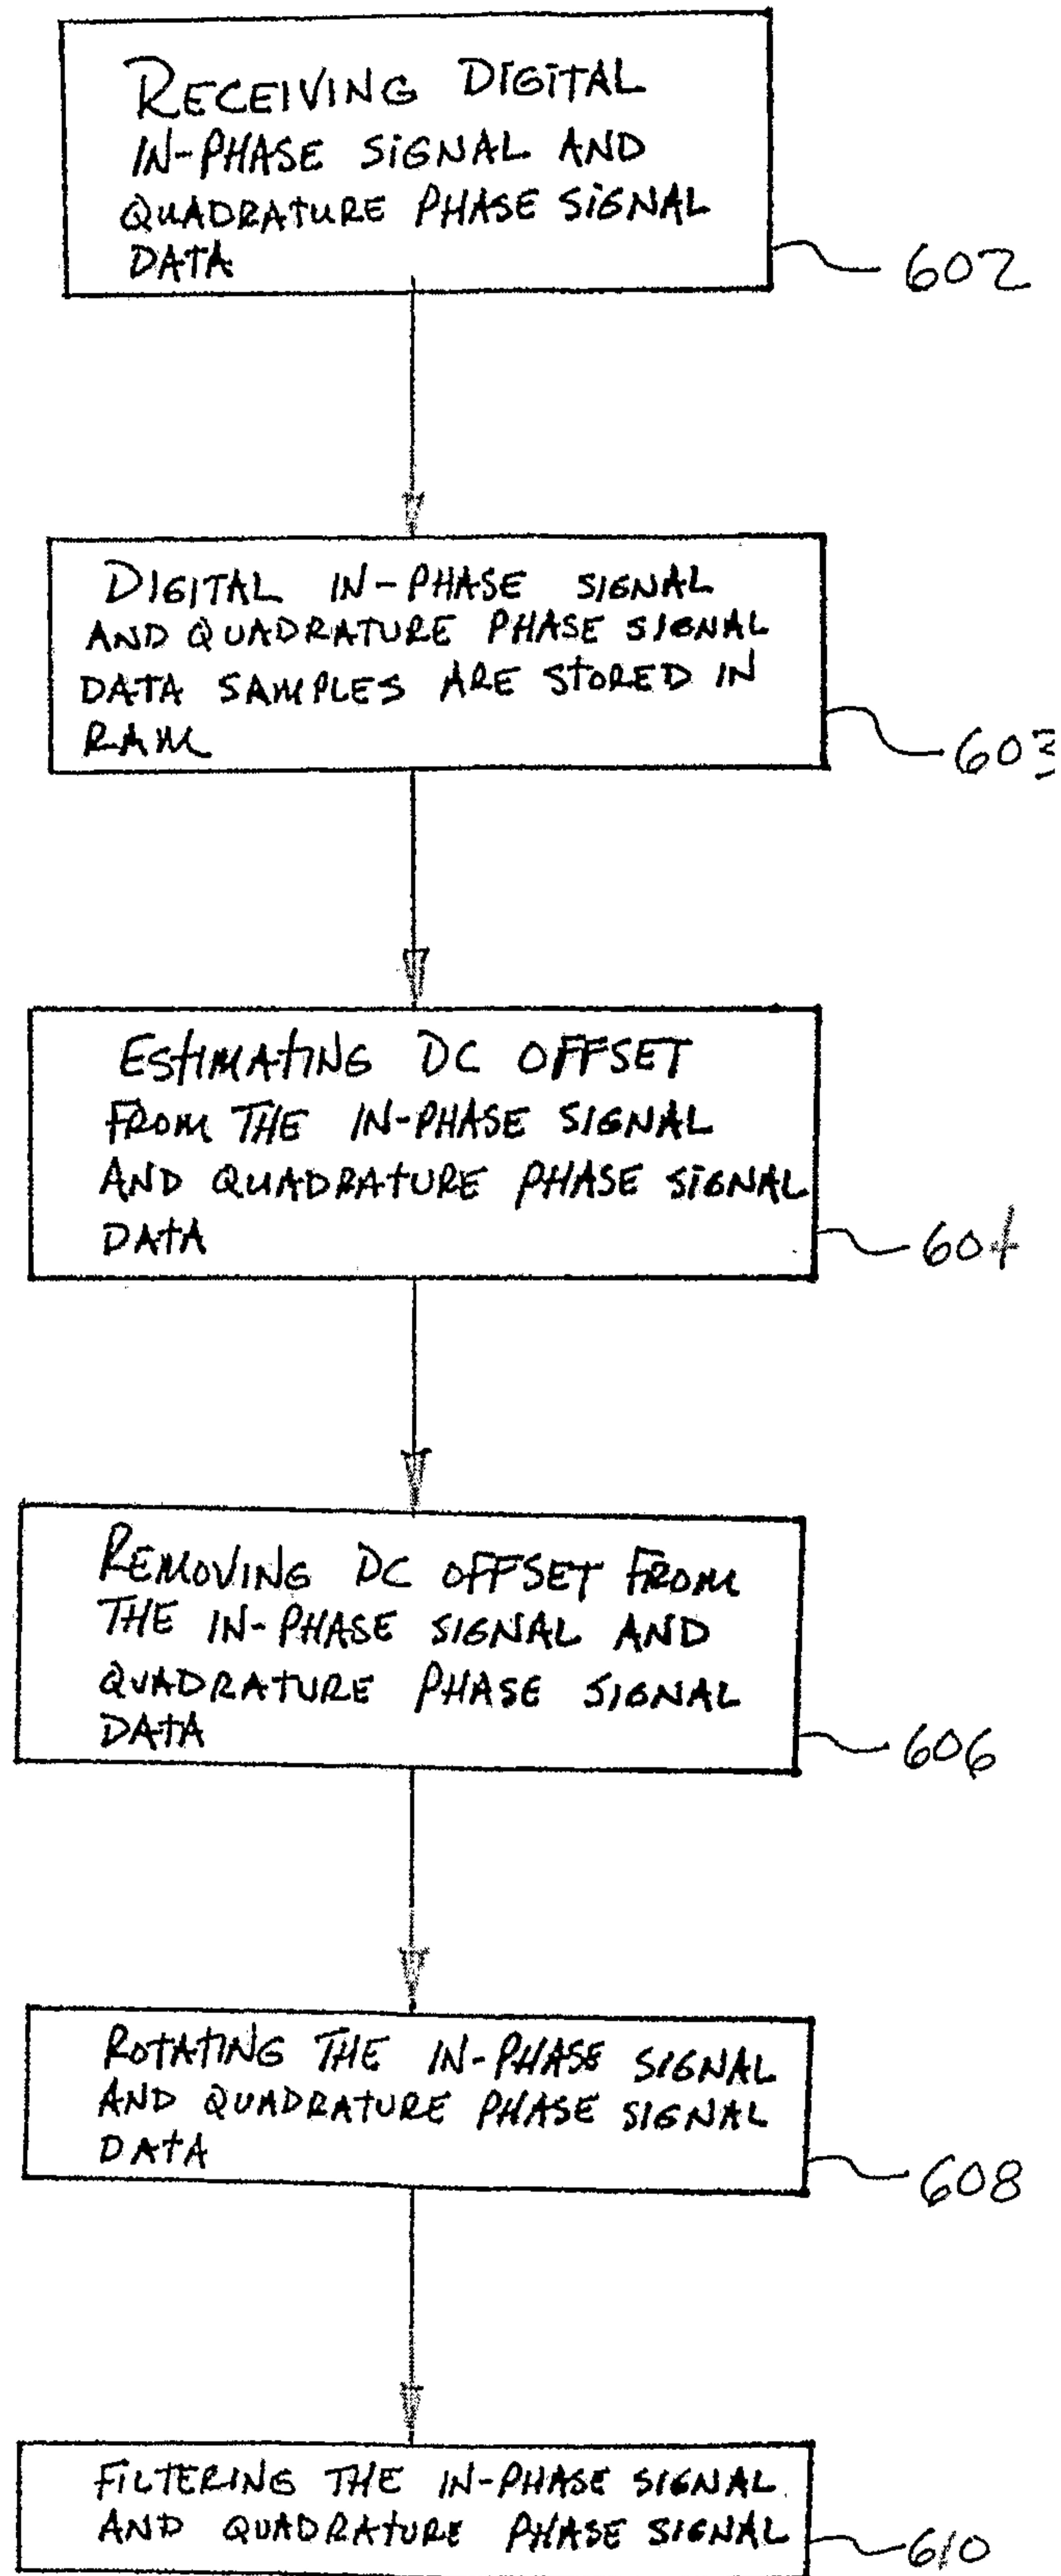 RECEIVING DIGITAL
IN-PHASE SIGNAL AND
QUADRATURE PHASE SIGNAL
DATA
602
DIGITAL IN-PHASE SIGNAL
AND QUADRATURE PHASE SIGNAL
DATA SAMPLES ARE STORED IN
RAM
603
ESTIMATING DC OFFSET
FROM THE IN-PHASE SIGNAL
AND QUADRATURE PHASE SIGNAL
DATA
604
REMOVING DC OFFSET FROM
THE IN-PHASE SIGNAL AND
QUADRATURE PHASE SIGNAL
DATA
606
ROTATING THE IN-PHASE SIGNAL
AND QUADRATURE PHASE SIGNAL
DATA
608
FILTERING THE IN-PHASE SIGNAL
AND QUADRATURE PHASE SIGNAL
610